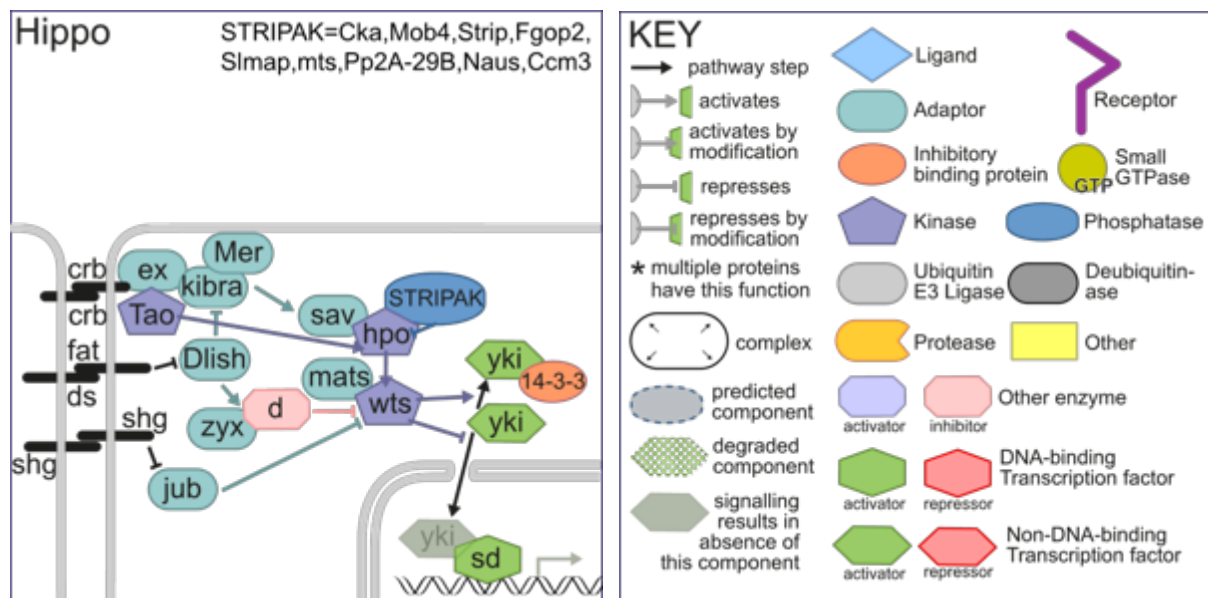 Hippo
STRIPAK=Cka,Mob4,Strip,Fgop2,
Slmap,mts,Pp2A-29B,Naus,Ccm3
crb
ex
Mer
kibra
crb
Tao
sav
STRIPAK
hpo
fat
Dlish
ds
mats
yki
14-3-3
wts
d
zyx
yki
shg
shg
jub
yki
sd
KEY
pathway step
activates
activates by
modification
represses
represses by
modification
* multiple proteins
have this function
complex
predicted
component
degraded
component
signalling
results in
absence of
this component
Ligand
Adaptor
Inhibitory
binding protein
Kinase
Ubiquitin
E3 Ligase
Protease
activator
inhibitor
Other enzyme
activator
repressor
DNA-binding
Transcription factor
activator
repressor
Non-DNA-binding
Transcription factor
Receptor
GTP
Small
GTPase
Phosphatase
Deubiquitin-
ase
Other